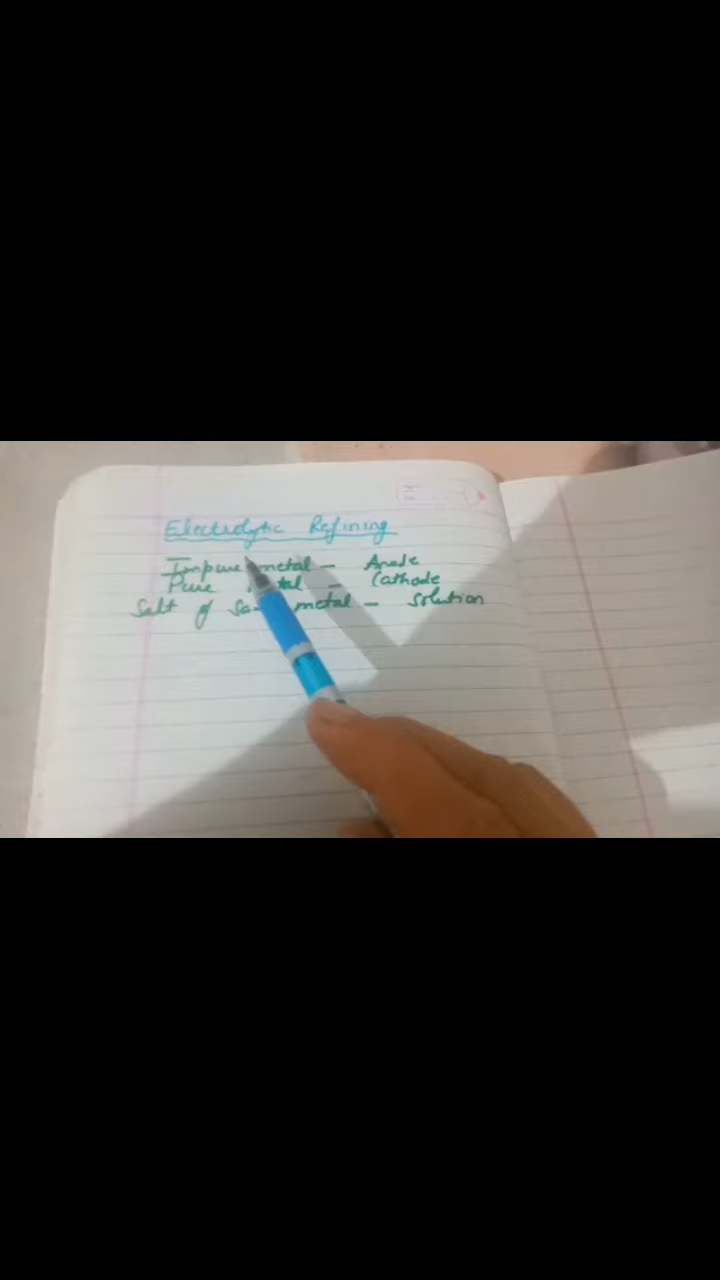 Electrolytic Refining
Impure metal - Anode
Pure - Cathode
Salt of metal - Solution